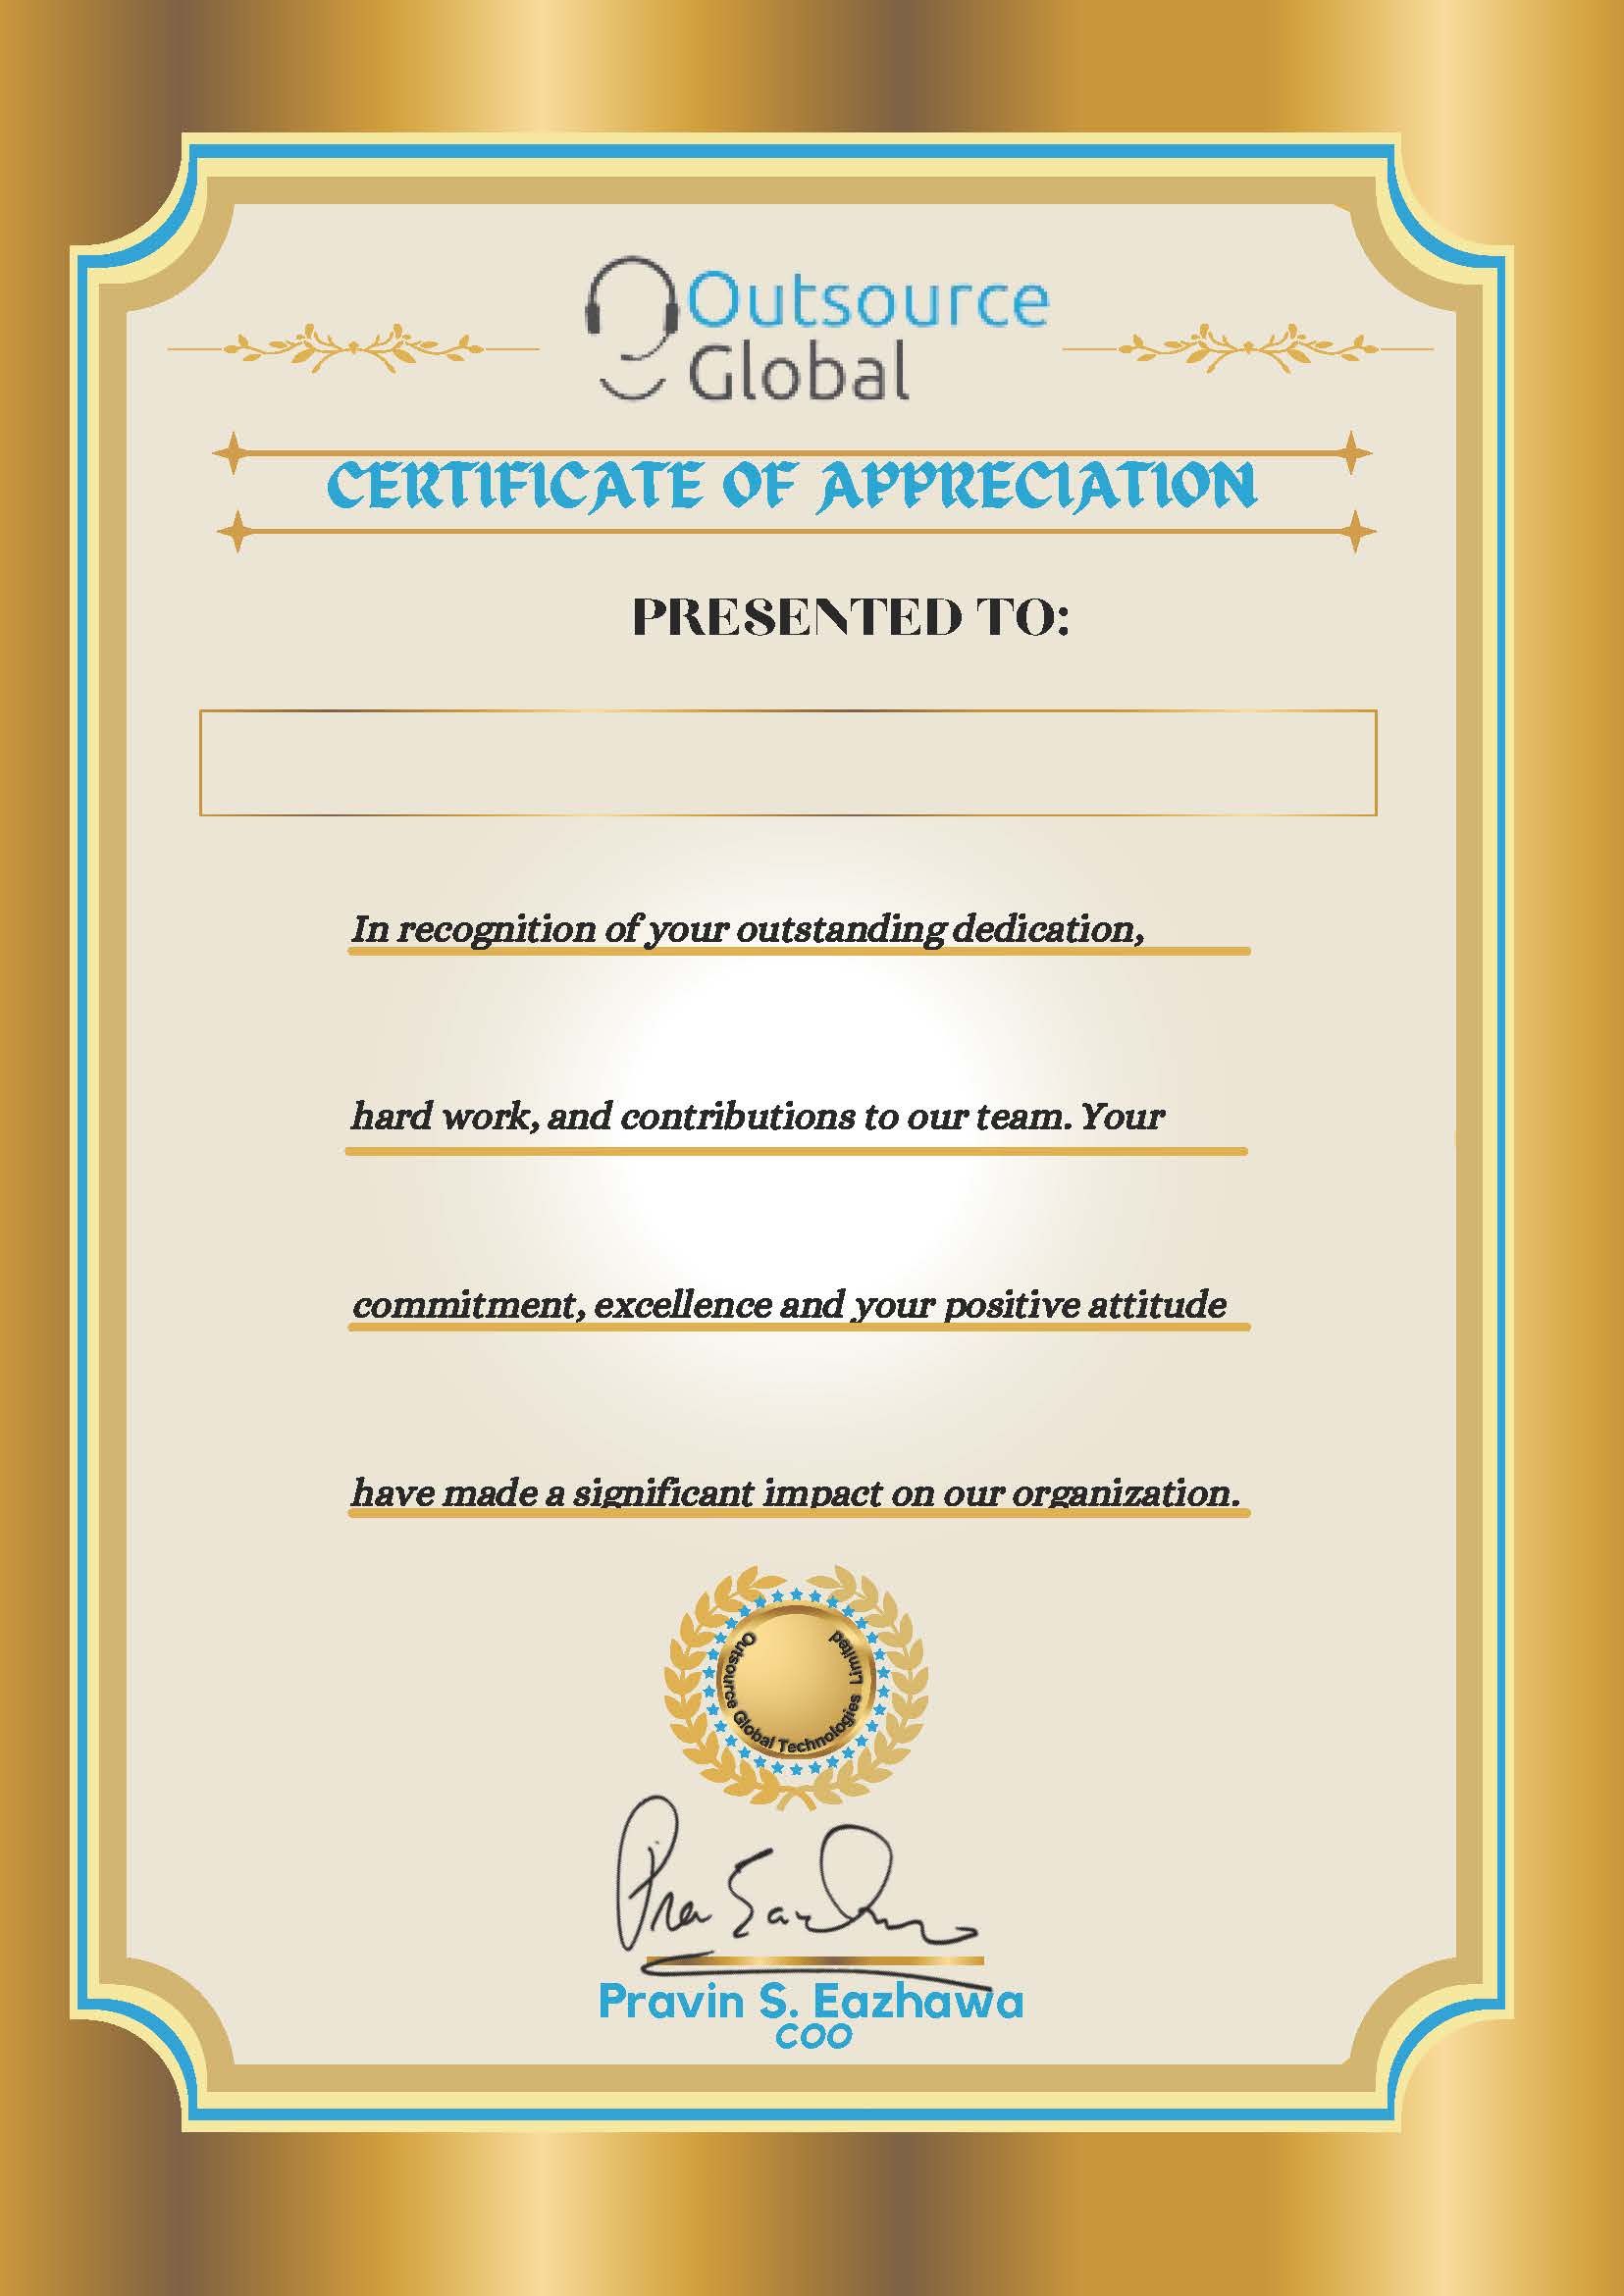 Outsource
Global
CERTIFICATE OF APPRECIATION
PRESENTED TO:
In recognition of your outstanding dedication,
hard work, and contributions to our team. Your
commitment, excellence and your positive attitude
have made a significant impact on our organization.
Outsource Global Technologies Limited
Pravin S. Eazhawa
COO